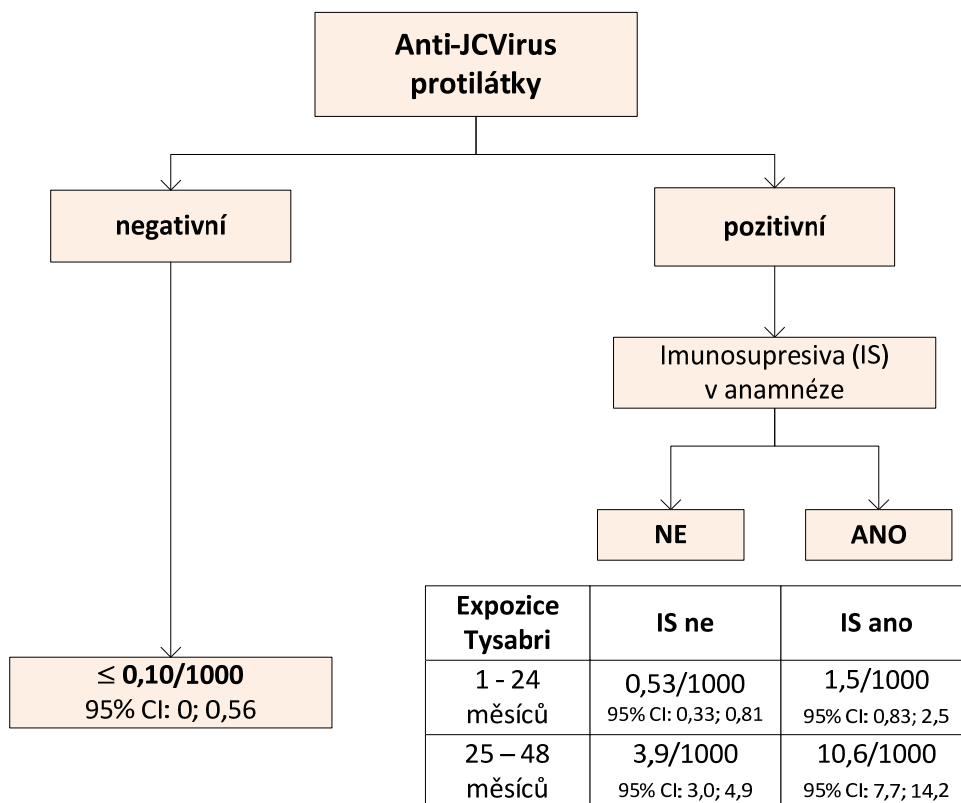 Anti-JCVirus
protilátky
negativní
pozitivní
Imunosupresiva (IS)
v anamnéze
NE
ANO
≤ 0,10/1000
95% CI: 0; 0,56
Expozice
Tysabri
IS ne
IS ano
1 - 24
měsíců
0,53/1000
95% CI: 0,33; 0,81
1,5/1000
95% CI: 0,83; 2,5
25 – 48
měsíců
3,9/1000
95% CI: 3,0; 4,9
10,6/1000
95% CI: 7,7; 14,2